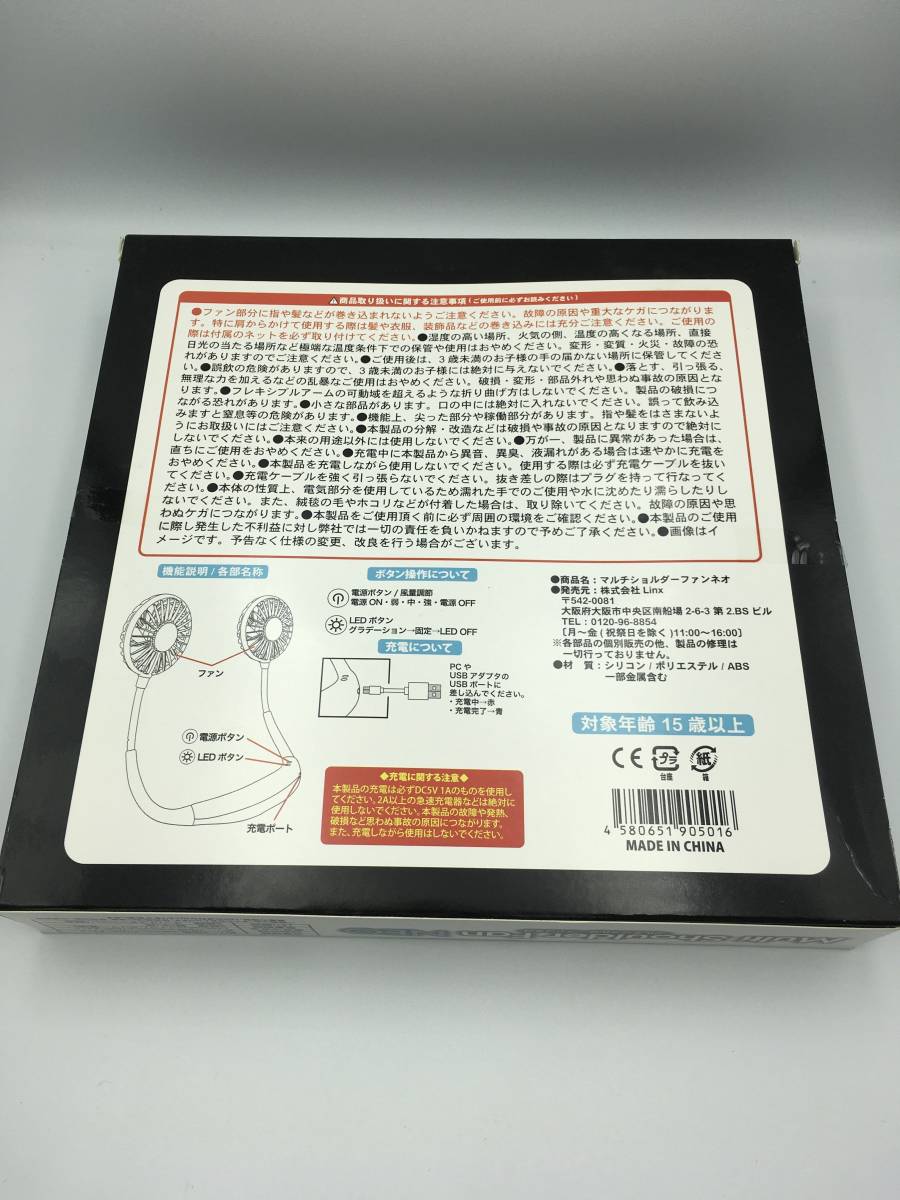 ⚠商品取り扱いに関する注意事項(ご使用前に必ずお読みください)
●ファン部分に指や髪などが巻き込まれないようご注意ください。故障の原因や重大なケガにつながりま
す。特に肩からかけて使用する際は髪や衣服、装飾品などの巻き込みには充分ご注意ください。ご使用の
際は付属のネットを必ず取り付けてください。●湿度の高い場所、火気の側、温度の高くなる場所、直接
日光の当たる場所など極端な温度条件下での保管や使用はおやめください。変形・変質・火災・故障の恐
れがありますのでご注意ください。●ご使用後は、3歳未満のお子様の手の届かない場所に保管してくださ
い。●誤飲の危険がありますので、3歳未満のお子様には絶対に与えないでください。●落とす、引っ張る、
無理な力を加えるなどの乱暴なご使用はおやめください。破損・変形・部品外れや思わぬ事故の原因となり
ます。●フレキシブルアームの可動域を超えるような折り曲げ方はしないでください。製品の破損につ
ながる恐れがあります。●小さな部品があります。口の中には絶対に入れないでください。誤って飲み込
みますと窒息等の危険があります。●機能上、尖った部分や稼働部分があります。指や髪をはさまないよ
うにお取扱いにはご注意ください。●本製品の分解・改造などは破損や事故の原因となりますので絶対に
しないでください。●本来の用途以外には使用しないでください。●万が一、製品に異常があった場合は、
直ちにご使用をおやめください。●充電中に本製品から異音、異臭、液漏れがある場合は速やかに充電を
おやめください。●本製品を充電しながら使用しないでください。使用する際は必ず充電ケーブルを抜い
てください。●充電ケーブルを強く引っ張らないでください。抜き差しの際はプラグを持って行なってく
ださい。●本体の性質上、電気部分を使用しているため濡れた手でのご使用や水に沈めたり濡らしたりし
ないでください。また、絨毯の毛やホコリなどが付着した場合は、取り除いてください。故障の原因や思
わぬケガにつながります。●本製品をご使用頂く前に必ず周囲の環境をご確認ください。●本製品のご使用
に際し発生した不利益に対し弊社では一切の責任を負いかねますので予めご了承ください。●画像はイ
メージです。予告なく仕様の変更、改良を行う場合がございます。
機能説明/各部名称
ファン
電源ボタン
LEDボタン
充電ポート
ボタン操作について
電源ボタン/風量調節
電源ON・弱・中・強・電源OFF
LEDボタン
グラデーション→固定→LED OFF
充電について
PCや
USBアダプタの
USBポートに
差し込んでください。
・充電中→赤
・充電完了→青
◆充電に関する注意◆
本製品の充電は必ずDC5V 1Aのものを使用し
てください。2A以上の急速充電器などは絶対に
使用しないでください。本製品の故障や発熱、
破損など思わぬ事故の原因につながります。
また、充電しながら使用はしないでください。
●商品名：マルチショルダーファンネオ
●発売元：株式会社Linx
〒542-0081
大阪府大阪市中央区南船場2-6-3 第2.BSビル
TEL：0120-96-8854
［月〜金(祝祭日を除く)11:00〜16:00］
※各部品の個別販売の他、製品の修理は
一切行っておりません。
●材 質：シリコン/ポリエステル/ABS
一部金属含む
対象年齢15歳以上
CE プラ 紙
台座 箱
4 580651 905016
MADE IN CHINA